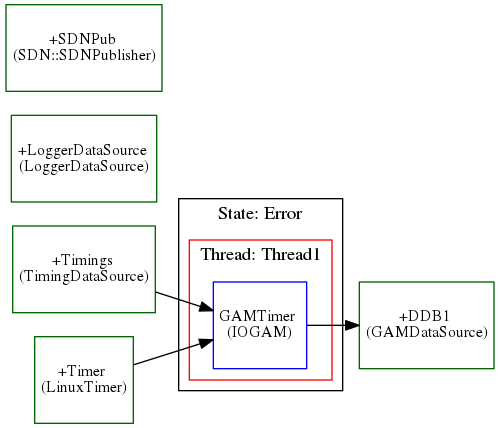 +SDNPub
(SDN::SDNPublisher)
+LoggerDataSource
(LoggerDataSource)
+Timings
(TimingDataSource)
+Timer
(LinuxTimer)
State: Error
Thread: Thread1
GAMTimer
(IOGAM)
+DDB1
(GAMDataSource)